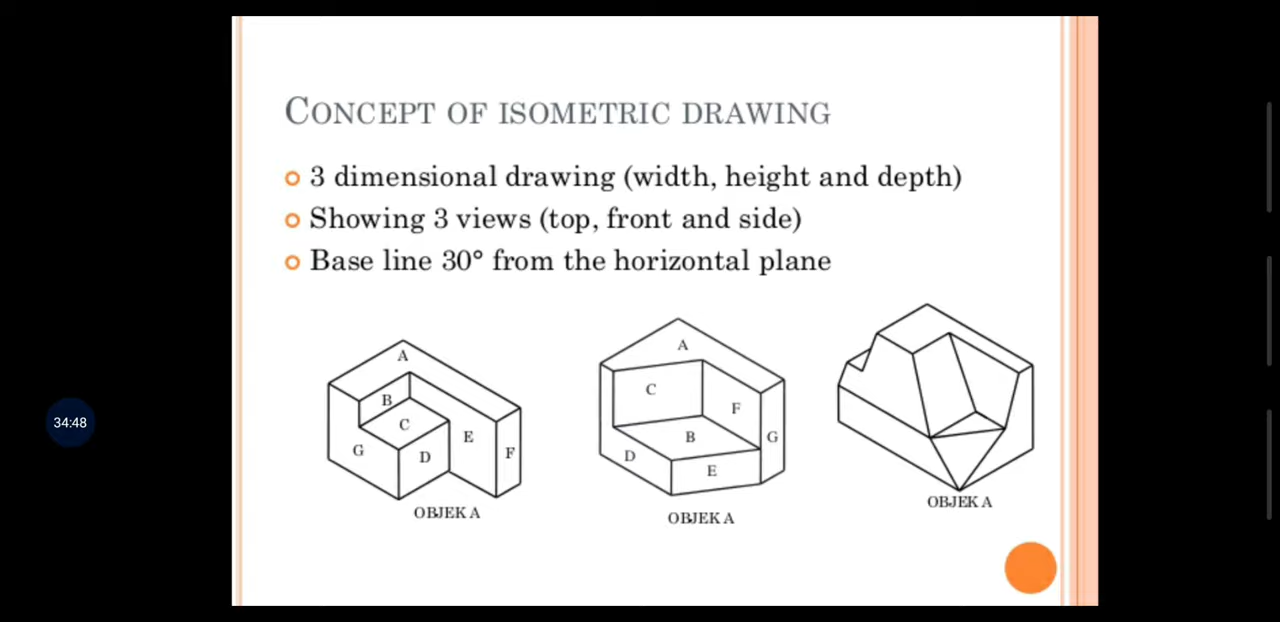 CONCEPT OF ISOMETRIC DRAWING
3 dimensional drawing (width, height and depth)
Showing 3 views (top, front and side)
Base line 30° from the horizontal plane
A
B
C
G
D
E
F
OBJEK A
A
C
F
B
G
D
E
OBJEK A
OBJEK A
34:48